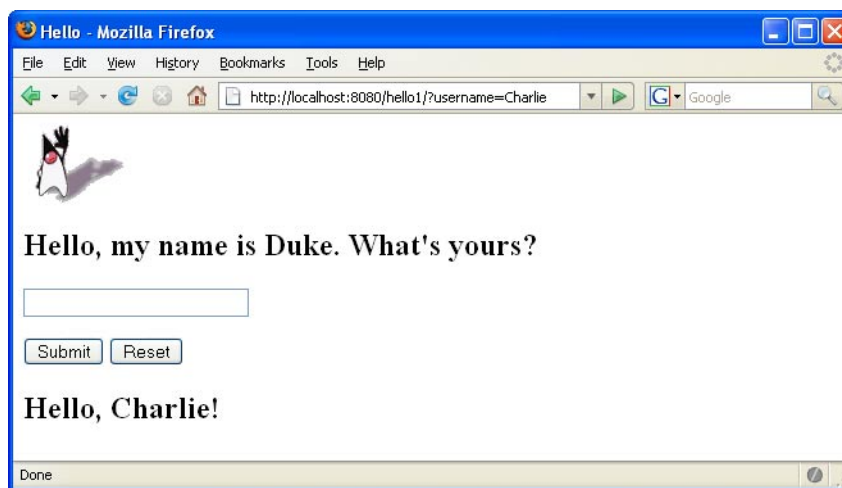 Hello - Mozilla Firefox
File Edit View History Bookmarks Tools Help
http://localhost:8080/hello1/?username=Charlie G Google
Hello, my name is Duke. What's yours?
Submit Reset
Hello, Charlie!
Done